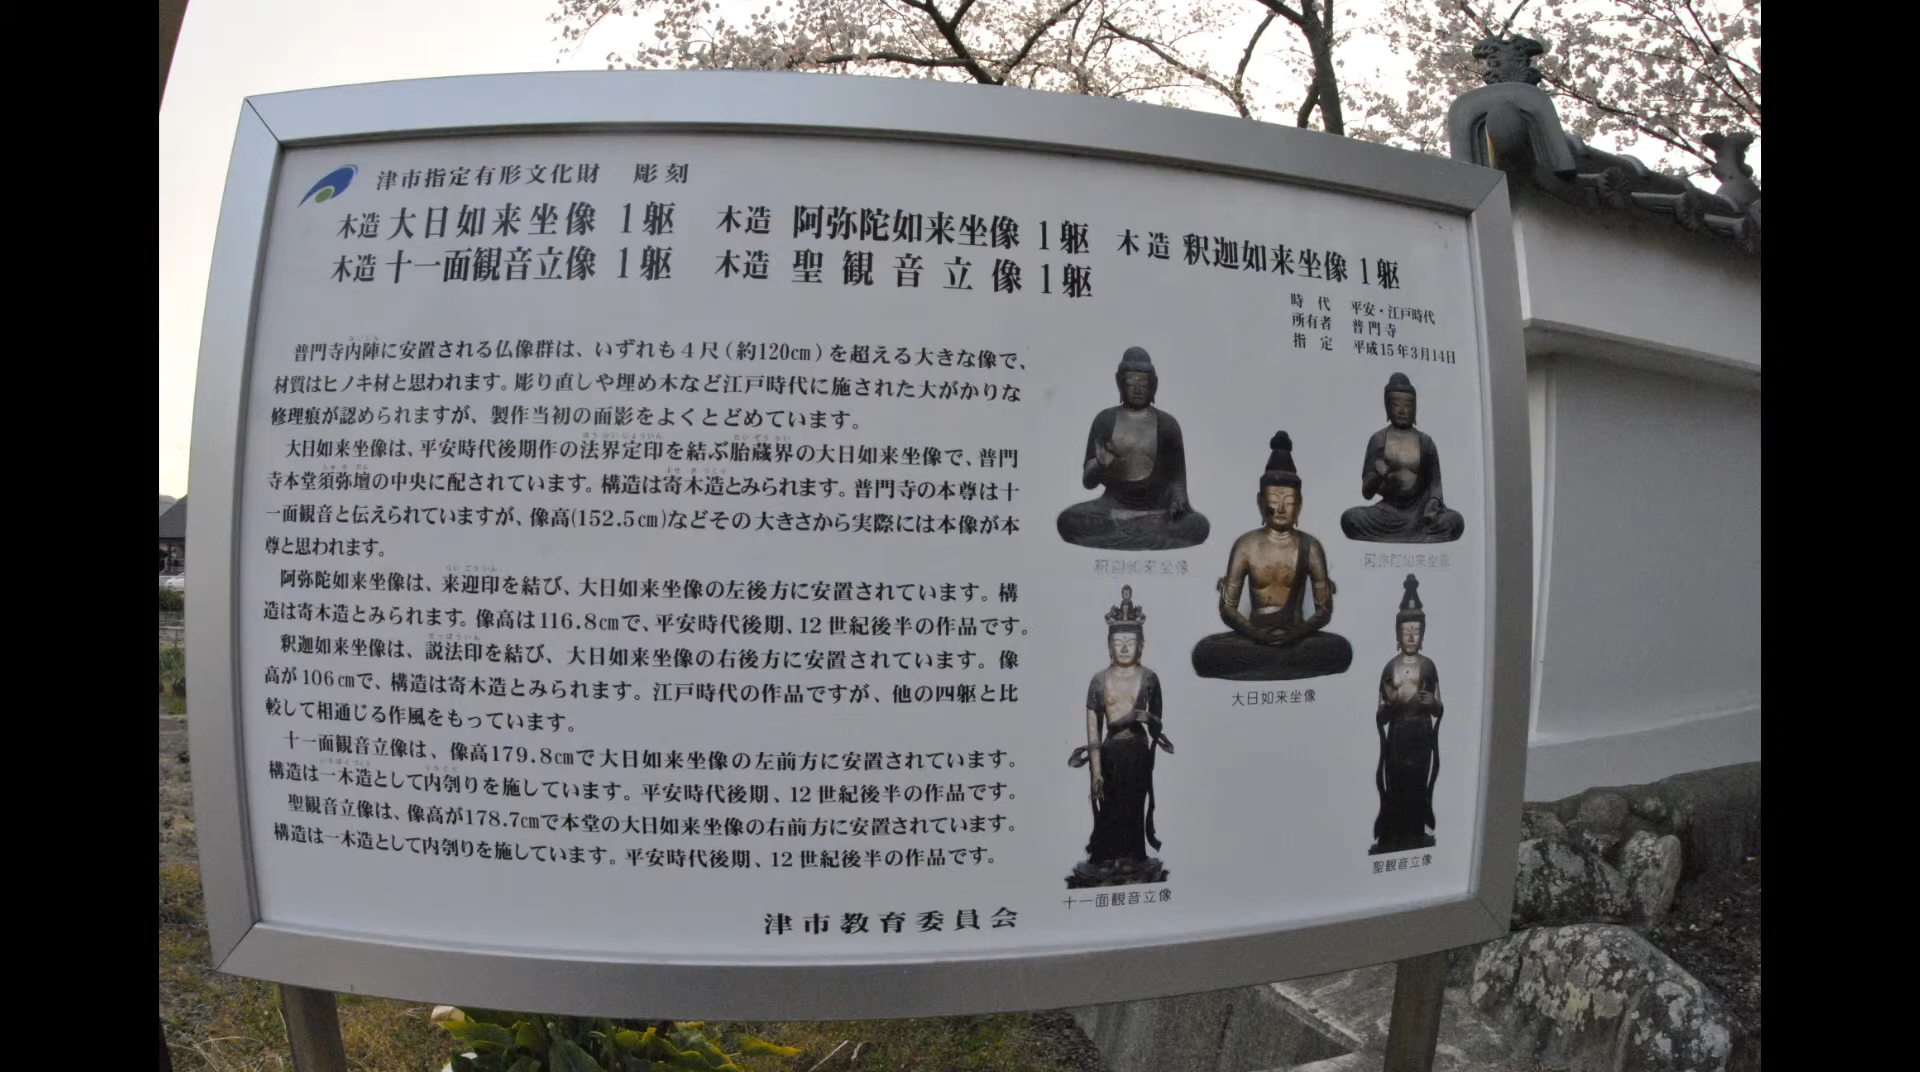 津市指定有形文化財　彫刻
木造 大日如来坐像 1躯　木造 阿弥陀如来坐像 1躯　木造 釈迦如来坐像 1躯
木造 十一面観音立像 1躯　木造 聖観音立像 1躯
時代　平安・江戸時代
所有者　普門寺
指定　平成15年3月14日
普門寺内陣に安置される仏像群は、いずれも4尺(約120cm)を超える大きな像で、
材質はヒノキ材と思われます。彫り直しや埋め木など江戸時代に施された大がかりな
修理痕が認められますが、製作当初の面影をよくとどめています。
大日如来坐像は、平安時代後期作の法界定印を結ぶ胎蔵界の大日如来坐像で、普門
寺本堂須弥壇の中央に配されています。構造は寄木造とみられます。普門寺の本尊は十
一面観音と伝えられていますが、像高(152.5cm)などその大きさから実際には本像が本
尊と思われます。
阿弥陀如来坐像は、来迎印を結び、大日如来坐像の左後方に安置されています。構
造は寄木造とみられます。像高は116.8cmで、平安時代後期、12世紀後半の作品です。
釈迦如来坐像は、説法印を結び、大日如来坐像の右後方に安置されています。像
高が106cmで、構造は寄木造とみられます。江戸時代の作品ですが、他の四躯と比
較して相通じる作風をもっています。
十一面観音立像は、像高179.8cmで大日如来坐像の左前方に安置されています。
構造は一木造として内刳りを施しています。平安時代後期、12世紀後半の作品です。
聖観音立像は、像高が178.7cmで本堂の大日如来坐像の右前方に安置されています。
構造は一木造として内刳りを施しています。平安時代後期、12世紀後半の作品です。
津市教育委員会
釈迦如来坐像
阿弥陀如来坐像
大日如来坐像
十一面観音立像
聖観音立像